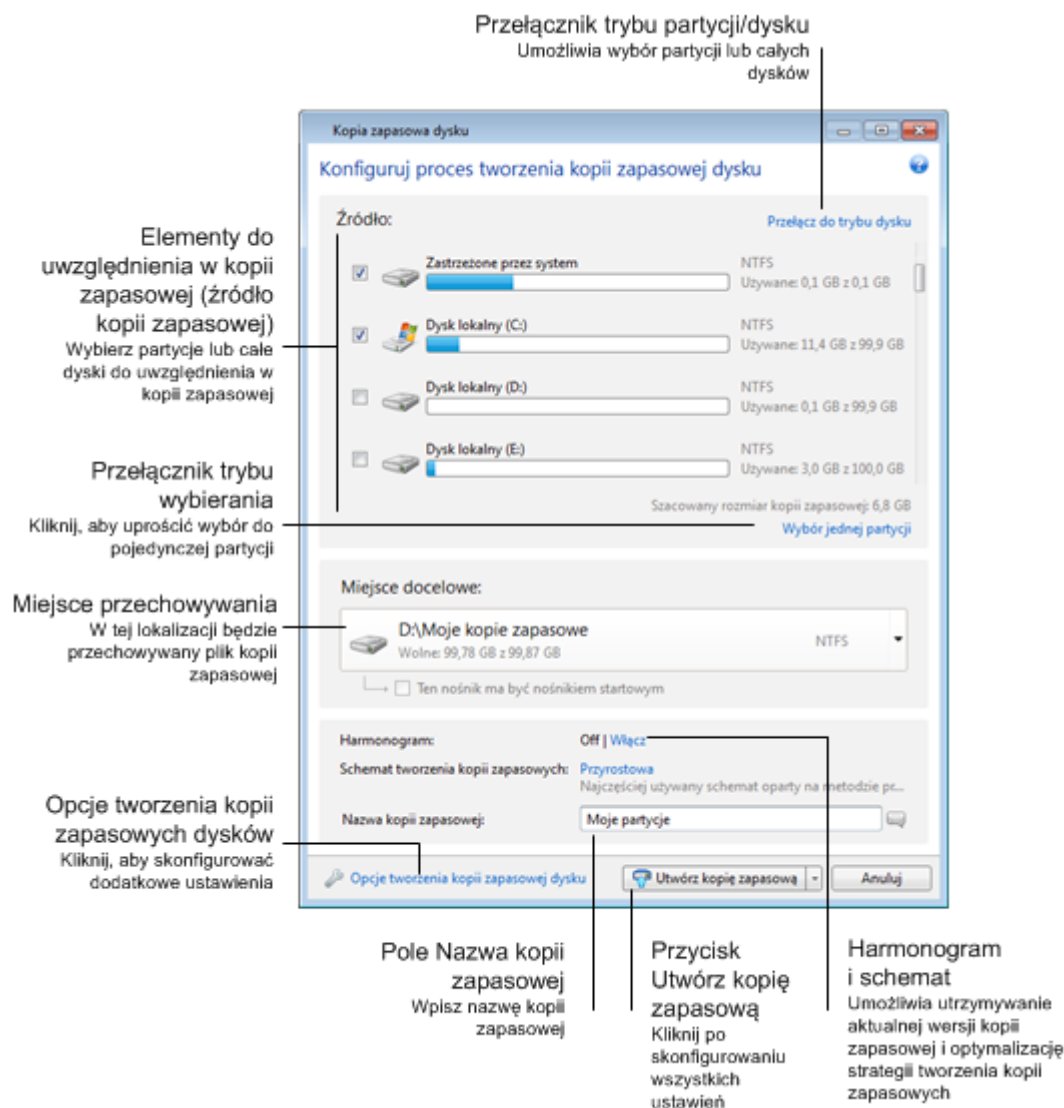 Przełącznik trybu partycji/dysku
Umożliwia wybór partycji lub całych
dysków
Kopia zapasowa dysku
Konfiguruj proces tworzenia kopii zapasowej dysku
Źródło:
Przełącz do trybu dysku
Zastrzeżone przez system
NTFS
Używane: 0,1 GB z 0,1 GB
Dysk lokalny (C:)
NTFS
Używane: 11,4 GB z 99,9 GB
Dysk lokalny (D:)
NTFS
Używane: 0,1 GB z 99,9 GB
Dysk lokalny (E:)
NTFS
Używane: 3,0 GB z 100,0 GB
Szacowany rozmiar kopii zapasowej: 6,8 GB
Wybór jednej partycji
Elementy do
uwzględnienia w kopii
zapasowej (źródło
kopii zapasowej)
Wybierz partycje lub całe
dyski do uwzględnienia w
kopii zapasowej
Przełącznik trybu
wybierania
Kliknij, aby uprościć wybór do
pojedynczej partycji
Miejsce przechowywania
W tej lokalizacji będzie
przechowywany plik kopii
zapasowej
Miejsce docelowe:
D:\Moje kopie zapasowe
Wolne: 99,78 GB z 99,87 GB
NTFS
Ten nośnik ma być nośnikiem startowym
Harmonogram:
Off | Włącz
Schemat tworzenia kopii zapasowych:
Przyrostowa
Najczęściej używany schemat oparty na metodzie pr...
Nazwa kopii zapasowej:
Moje partycje
Opcje tworzenia kopii
zapasowych dysków
Kliknij, aby skonfigurować
dodatkowe ustawienia
Opcje tworzenia kopii zapasowej dysku
Utwórz kopię zapasową
Anuluj
Pole Nazwa kopii
zapasowej
Wpisz nazwę kopii
zapasowej
Przycisk
Utwórz kopię
zapasową
Kliknij po
skonfigurowaniu
wszystkich
ustawień
Harmonogram
i schemat
Umożliwia utrzymywanie
aktualnej wersji kopii
zapasowej i optymalizację
strategii tworzenia kopii
zapasowych